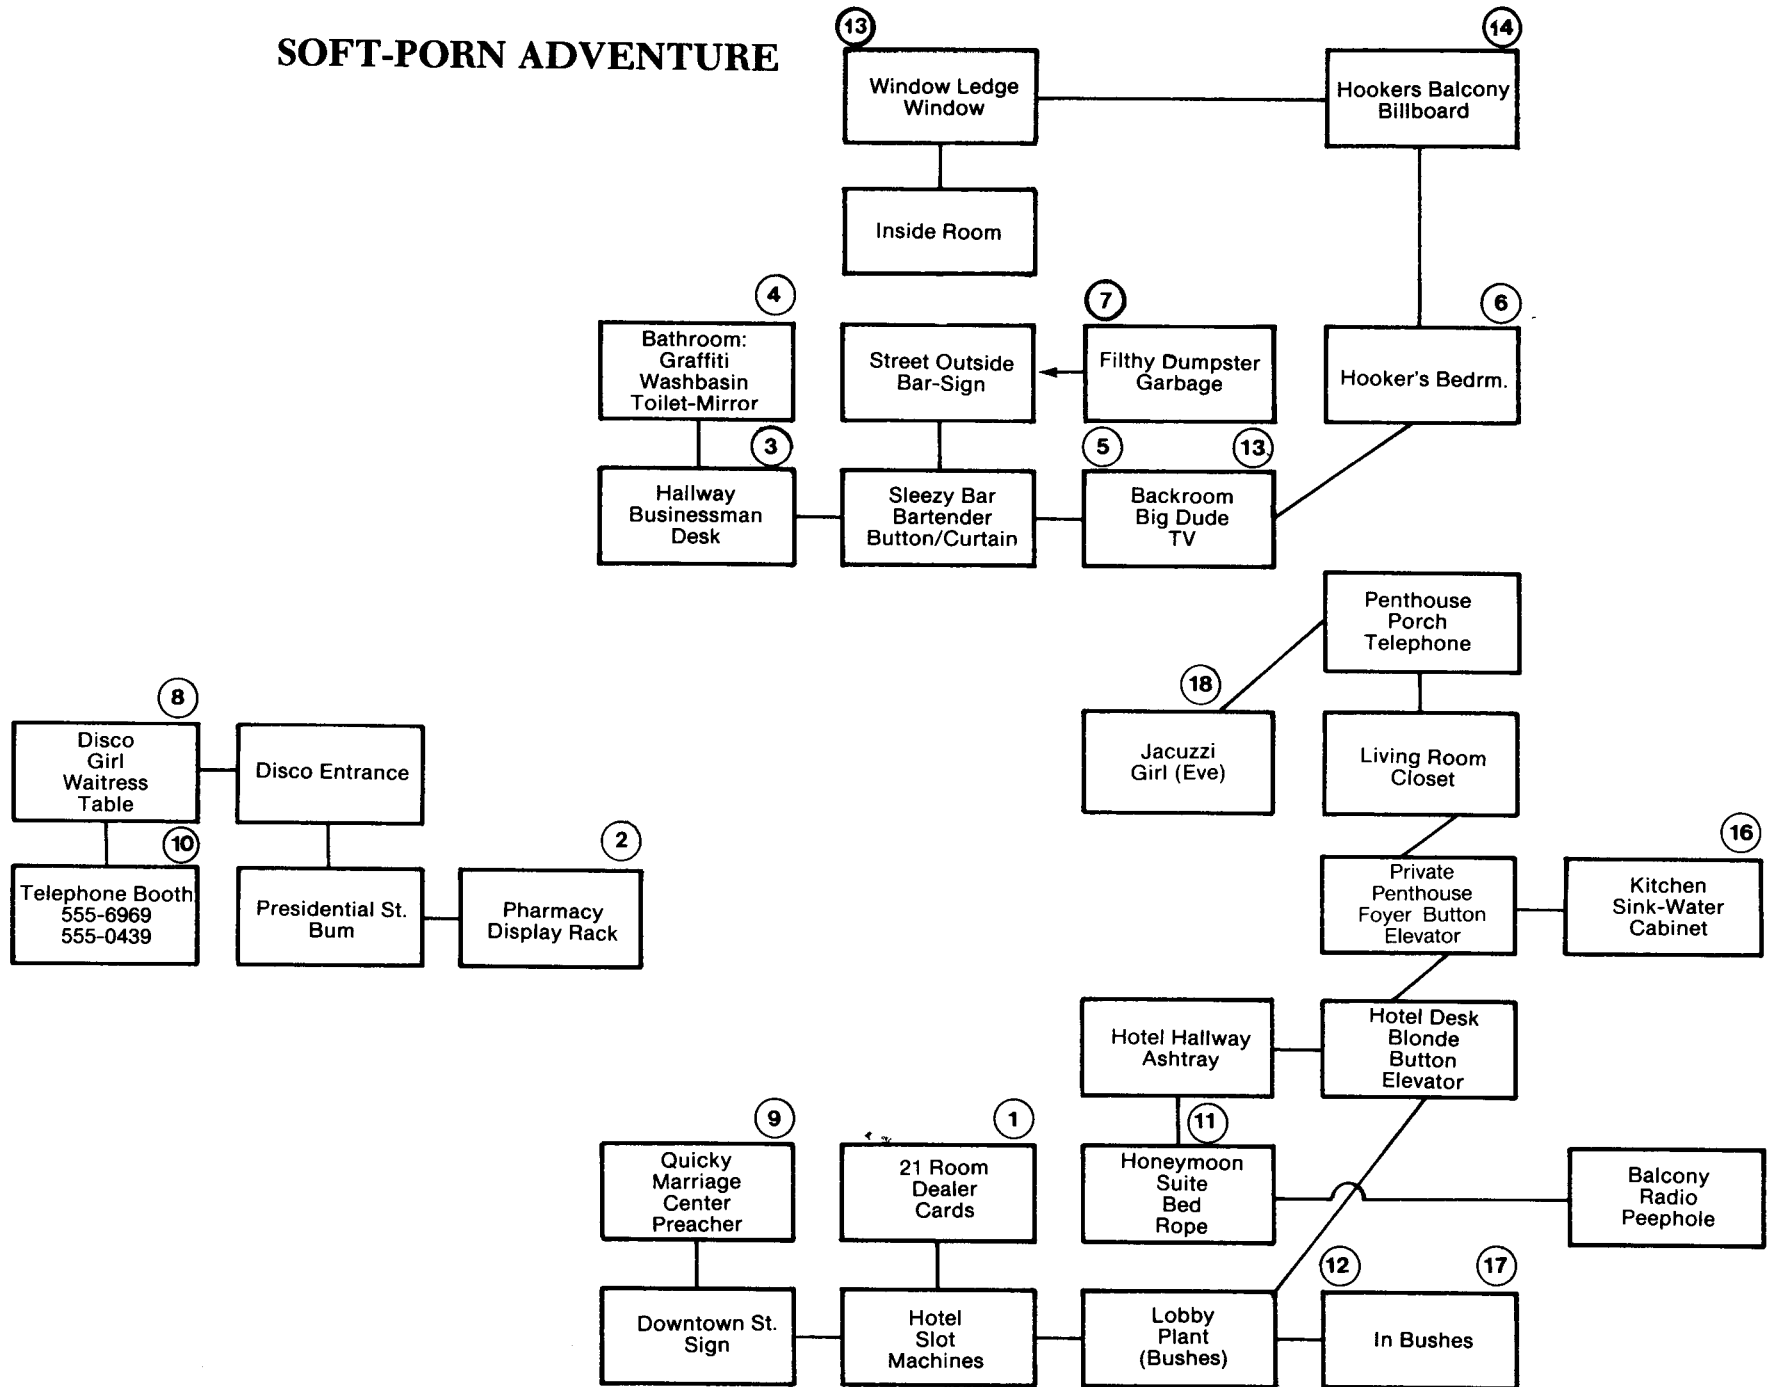 SOFT-PORN ADVENTURE
13
Window Ledge
Window
14
Hookers Balcony
Billboard
Inside Room
4
Bathroom:
Graffiti
Washbasin
Toilet-Mirror
Street Outside
Bar-Sign
7
Filthy Dumpster
Garbage
6
Hooker's Bedrm.
3
Hallway
Businessman
Desk
Sleezy Bar
Bartender
Button/Curtain
5
13
Backroom
Big Dude
TV
Penthouse
Porch
Telephone
18
Jacuzzi
Girl (Eve)
Living Room
Closet
8
Disco
Girl
Waitress
Table
Disco Entrance
10
Telephone Booth
555-6969
555-0439
Presidential St.
Bum
2
Pharmacy
Display Rack
Private
Penthouse
Foyer Button
Elevator
16
Kitchen
Sink-Water
Cabinet
Hotel Hallway
Ashtray
Hotel Desk
Blonde
Button
Elevator
9
Quicky
Marriage
Center
Preacher
1
21 Room
Dealer
Cards
11
Honeymoon
Suite
Bed
Rope
Balcony
Radio
Peephole
Downtown St.
Sign
Hotel
Slot
Machines
Lobby
Plant
(Bushes)
12
17
In Bushes